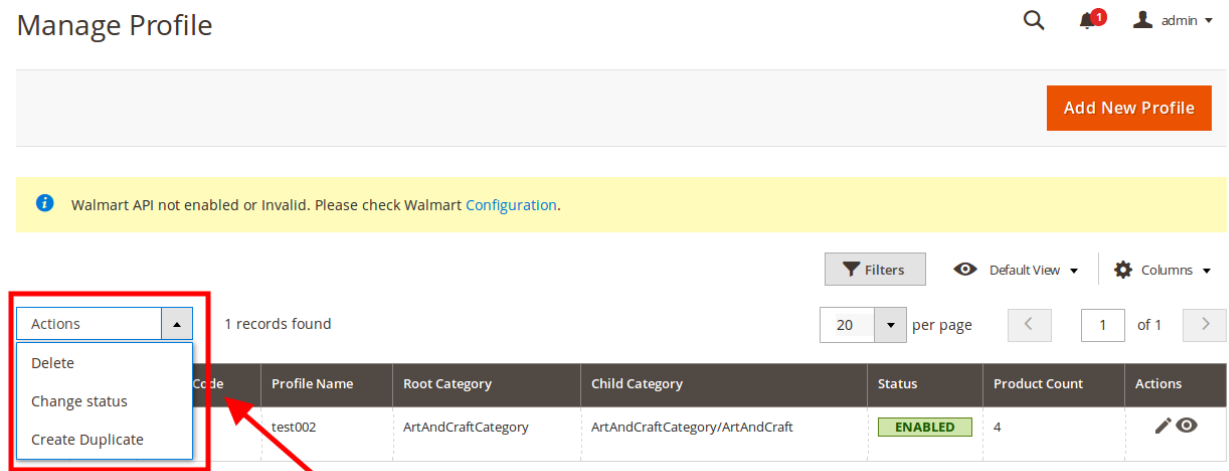 Manage Profile
1
admin
Add New Profile
Walmart API not enabled or Invalid. Please check Walmart Configuration.
Filters
Default View
Columns
Actions
1 records found
20
per page
1
of 1
Delete
Change status
Create Duplicate
Code
Profile Name
Root Category
Child Category
Status
Product Count
Actions
test002
ArtAndCraftCategory
ArtAndCraftCategory/ArtAndCraft
ENABLED
4